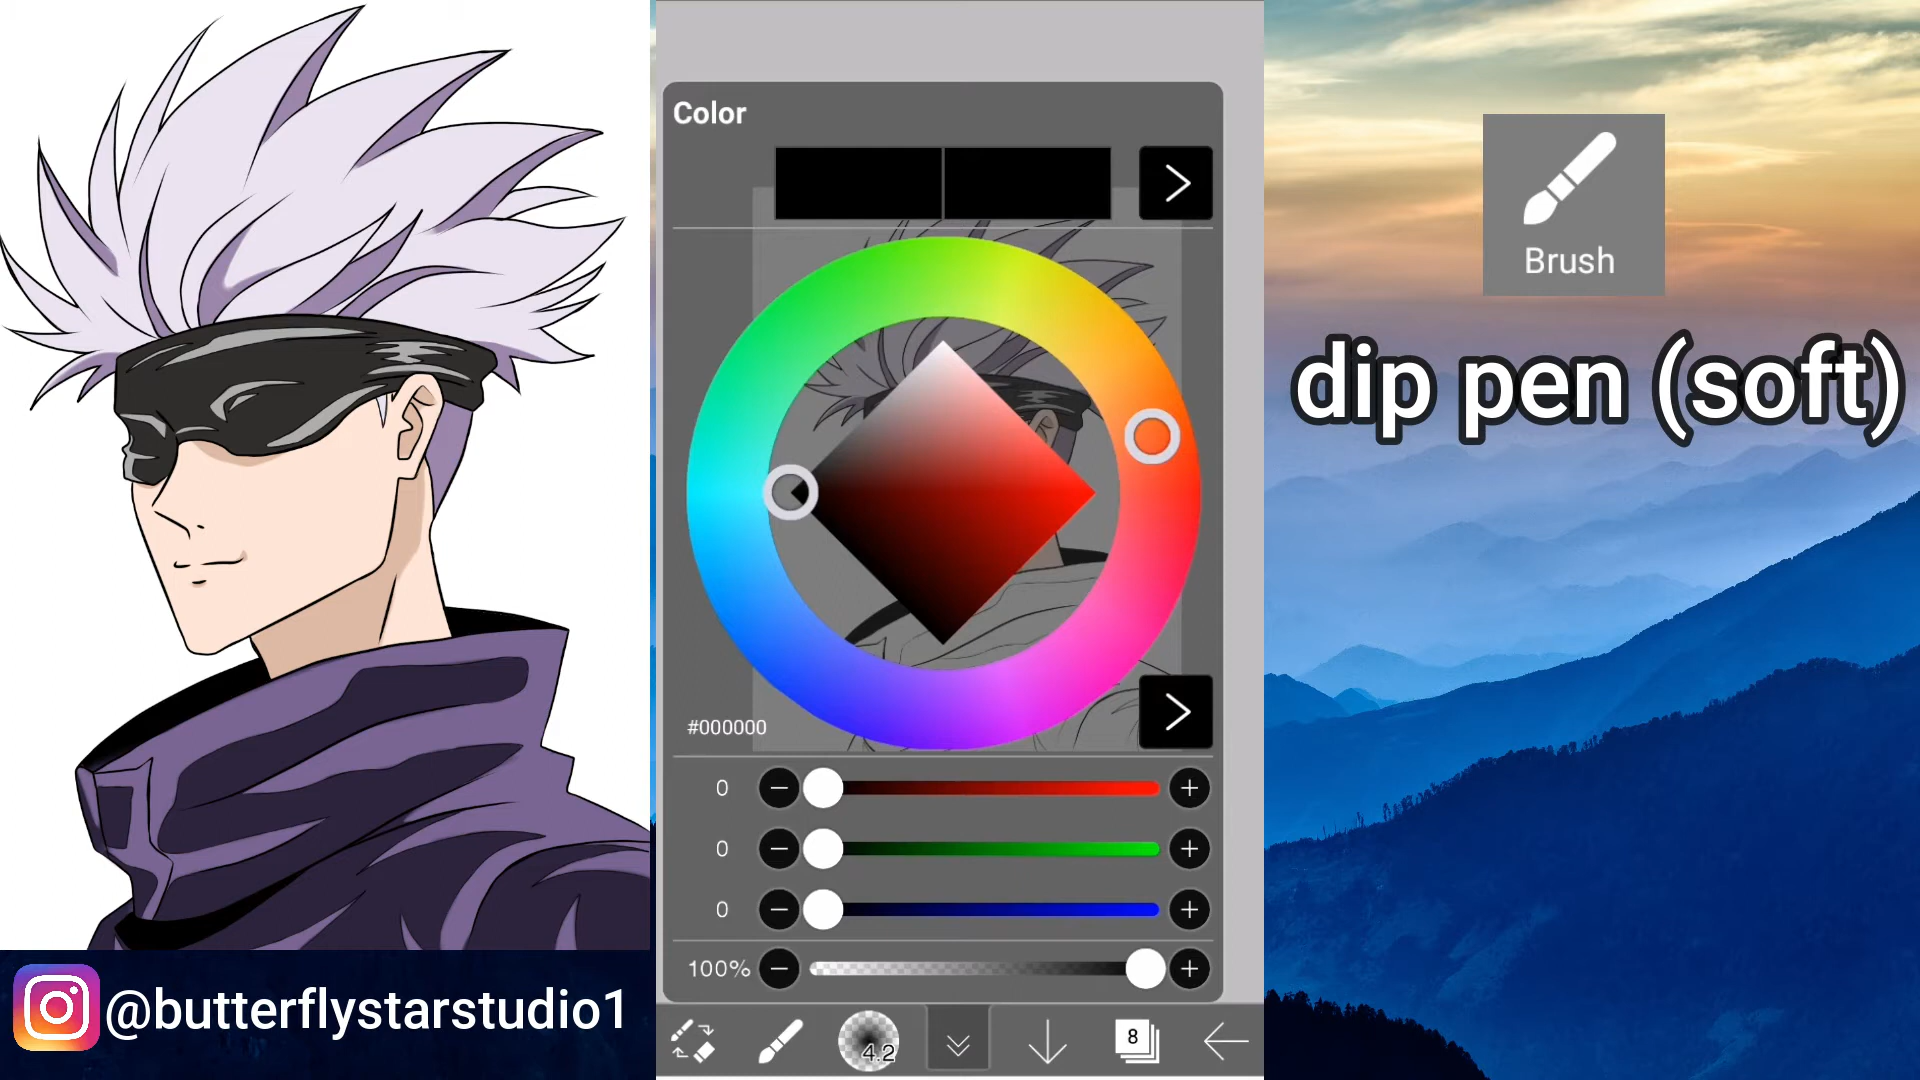 Color
#000000
0
0
0
100%
4.2
8
Brush
dip pen (soft)
@butterflystarstudio1